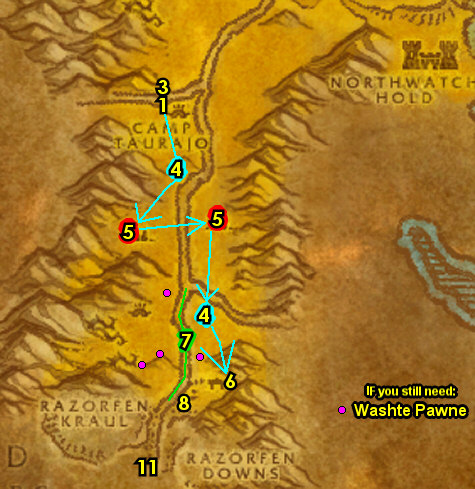 NORTHWATCH
HOLD
3
1
CAMP
TAURAJO
4
5
5
4
7
6
IF you still need:
Washte Pawne
8
RAZORFEN
KRAUL
RAZORFEN
DOWNS
11
D